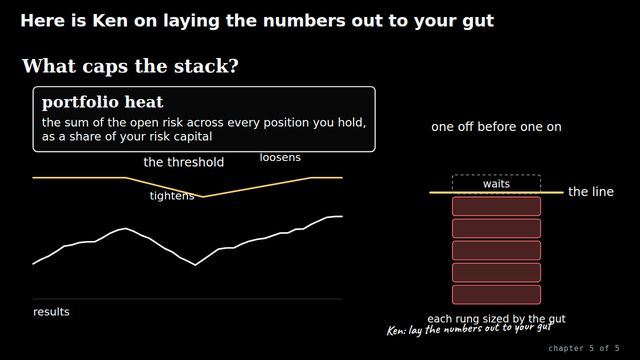 Here is Ken on laying the numbers out to your gut
What caps the stack?
portfolio heat
the sum of the open risk across every position you hold,
as a share of your risk capital
one off before one on
the threshold
loosens
tightens
waits
the line
results
each rung sized by the gut
Ken: lay the numbers out to your gut
chapter 5 of 5